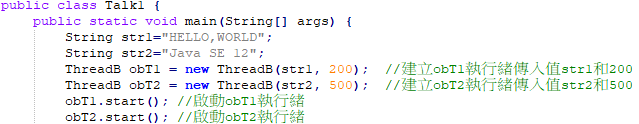 public class Talk1 {
public static void main(String[] args) {
String str1="HELLO,WORLD";
String str2="Java SE 12";
ThreadB obT1 = new ThreadB(str1, 200);  //建立obT1執行緒傳入值str1和200
ThreadB obT2 = new ThreadB(str2, 500);  //建立obT2執行緒傳入值str2和500
obT1.start(); //啟動obT1執行緒
obT2.start(); //啟動obT2執行緒